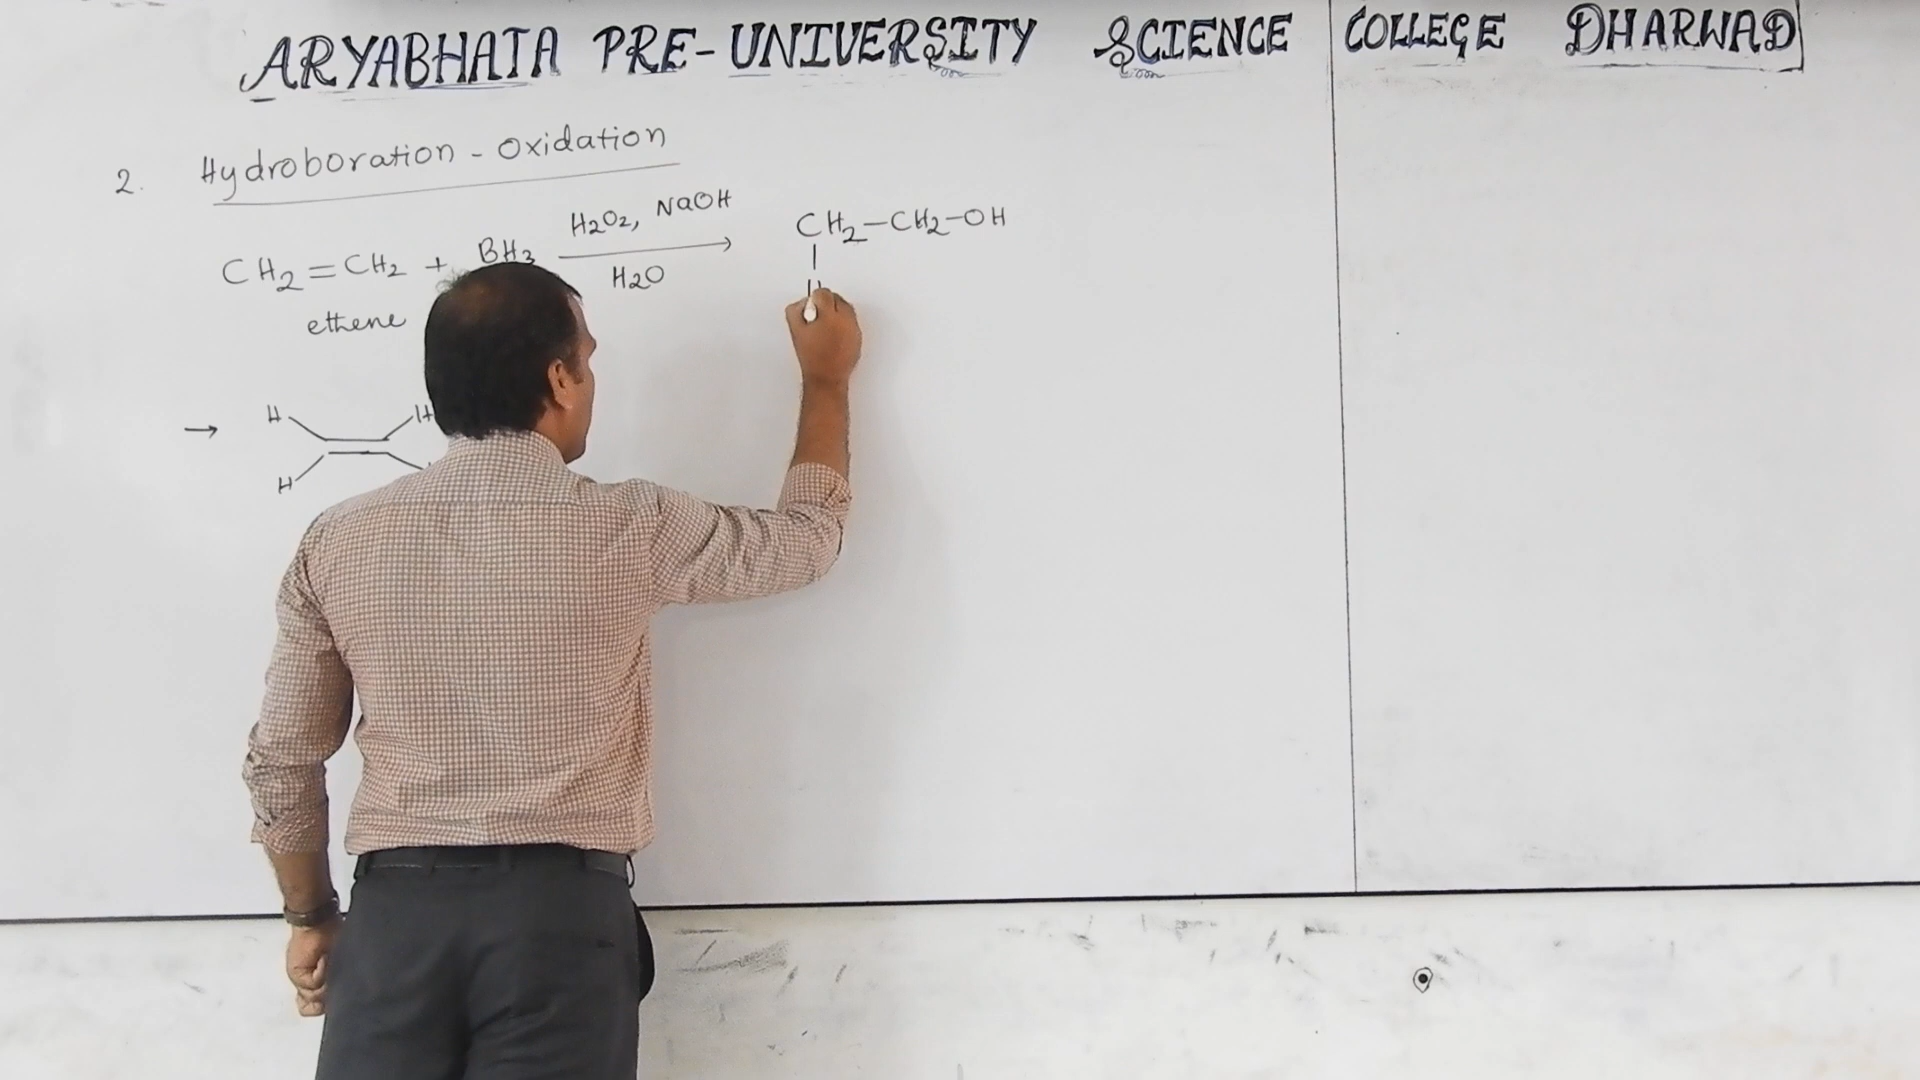 ARYABHATA PRE-UNIVERSITY SCIENCE COLLEGE DHARWAD
2. Hydroboration - Oxidation
CH₂=CH₂ + BH₃ H₂O₂, NaOH → H₂O CH₂-CH₂-OH
H
ethene
→ H H
H